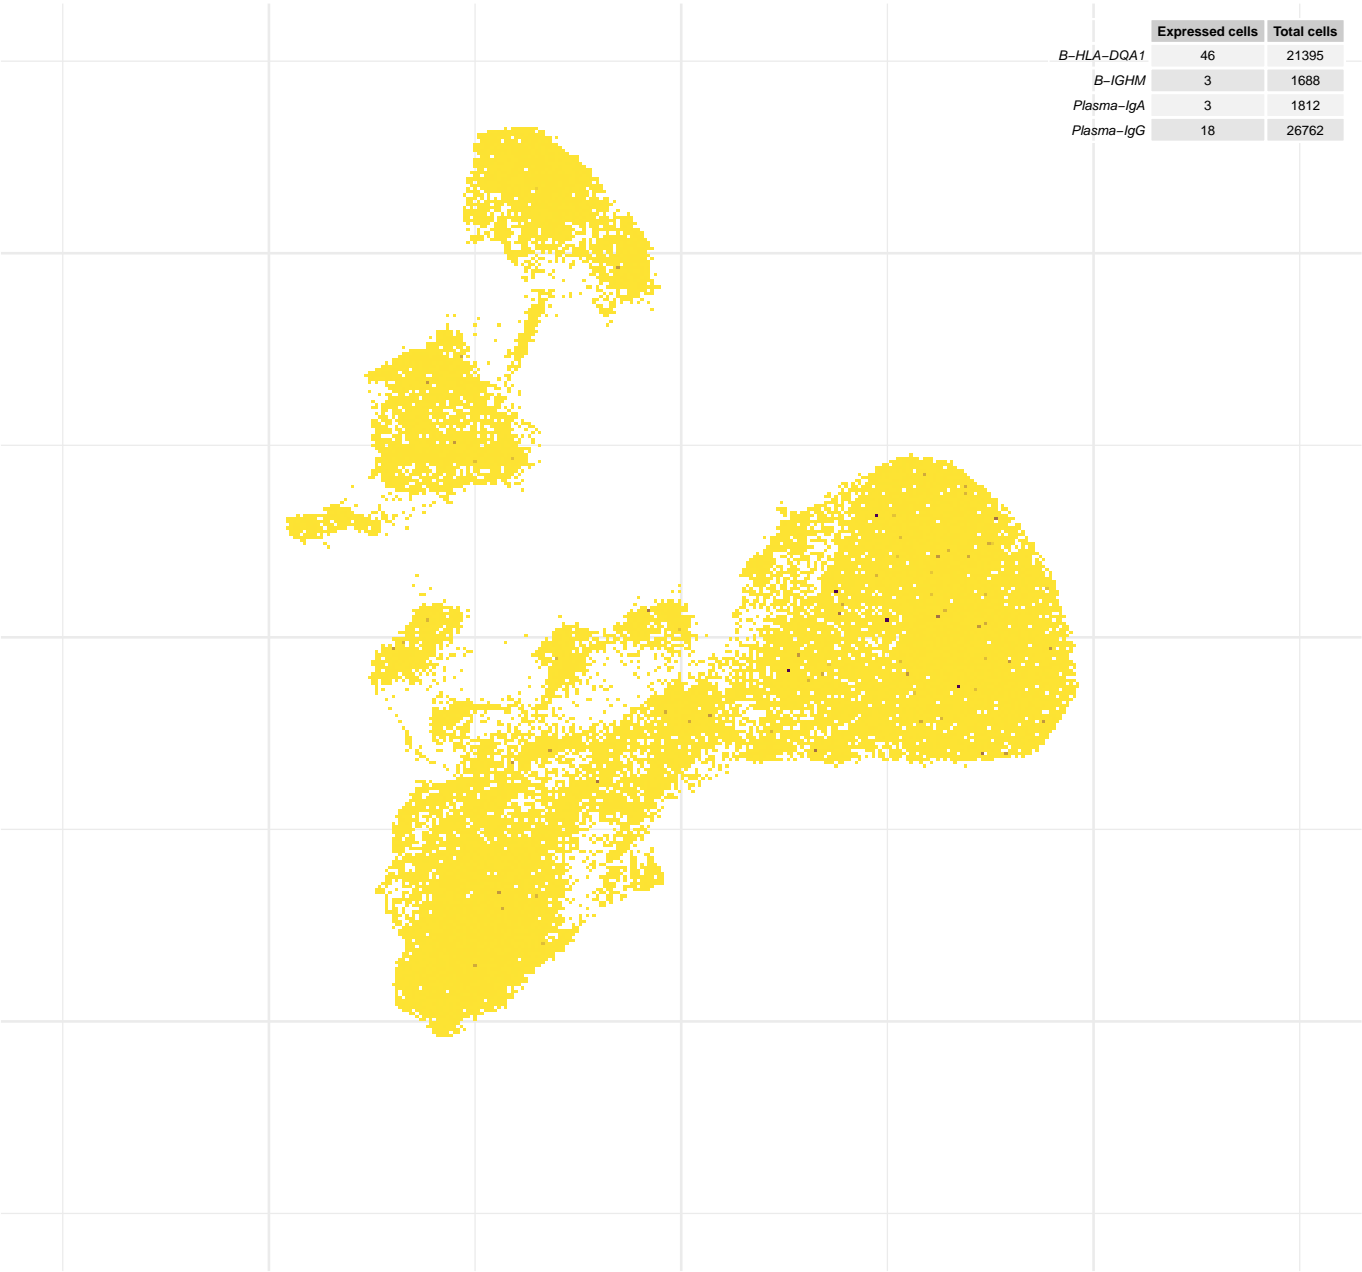 Expressed cells Total cells
B−HLA−DQA1 46 21395
B−IGHM 3 1688
Plasma−IgA 3 1812
Plasma−IgG 18 26762